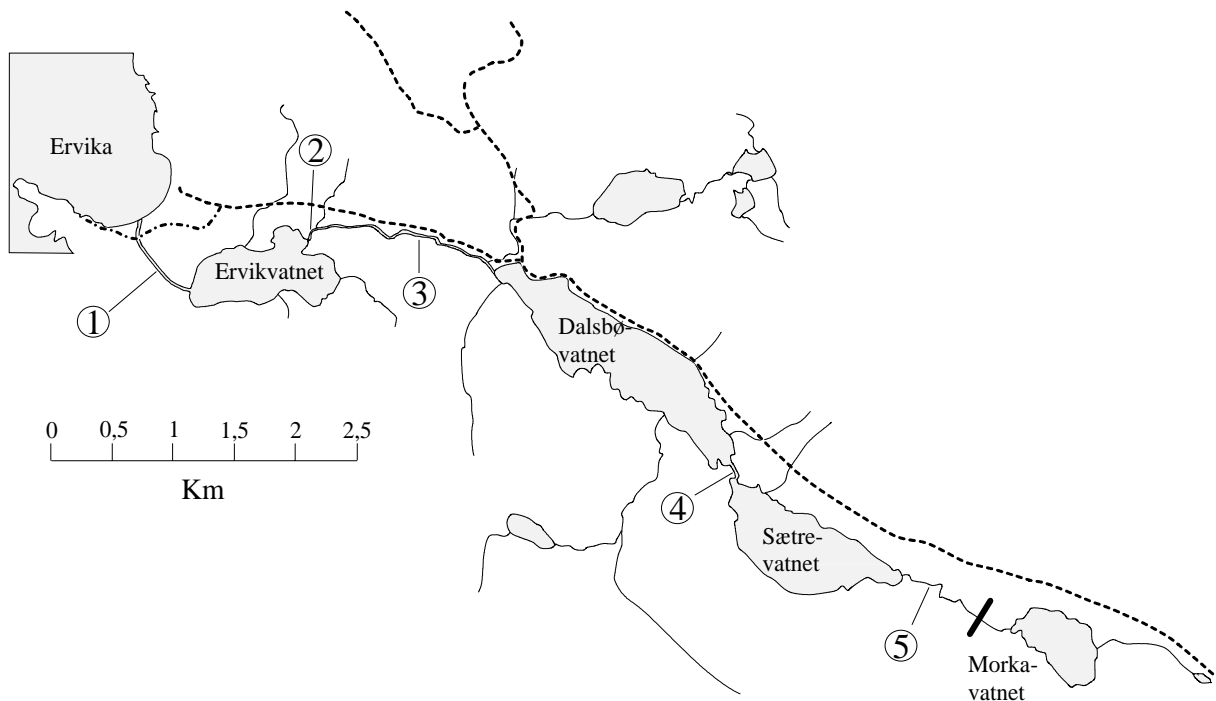 Ervika
2
Ervikvatnet
1
3
Dalsbø-
vatnet
0 0,5 1 1,5 2 2,5
Km
4
Sætre-
vatnet
5
Morka-
vatnet